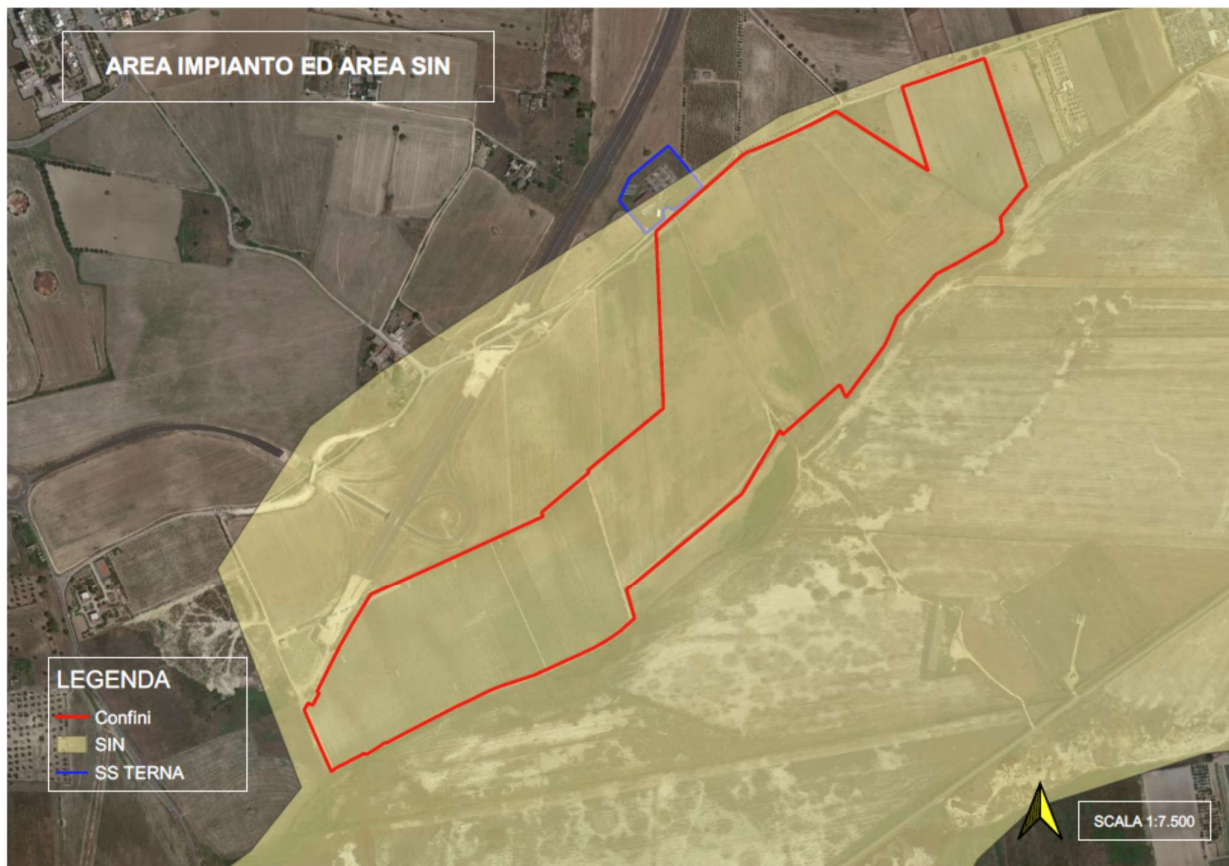 AREA IMPIANTO ED AREA SIN
LEGENDA
Confini
SIN
SS TERNA
SCALA 1:7.500